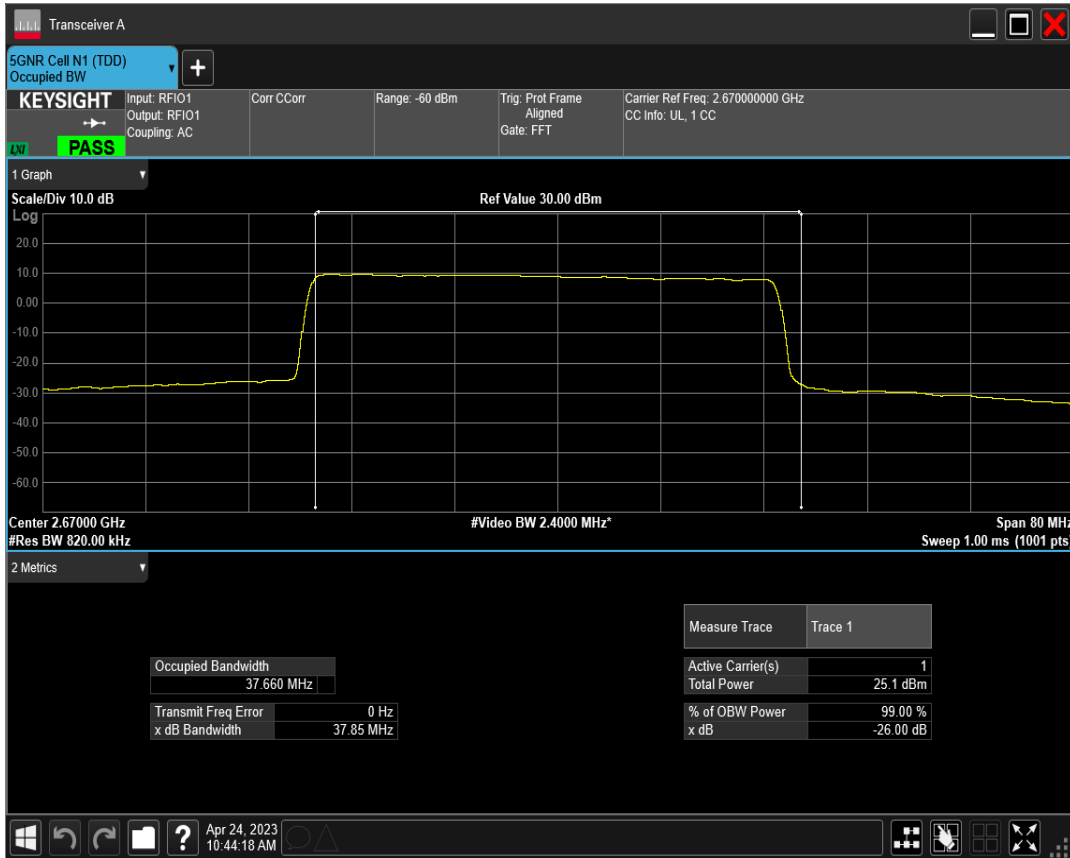 Transceiver A
5GNR Cell N1 (TDD)
Occupied BW
+
KEYSIGHT
LXI
PASS
Input: RFIO1
Output: RFIO1
Coupling: AC
Corr CCorr
Range: -60 dBm
Trig: Prot Frame
Aligned
Gate: FFT
Carrier Ref Freq: 2.670000000 GHz
CC Info: UL, 1 CC
1 Graph
Scale/Div 10.0 dB
Ref Value 30.00 dBm
Log
20.0
10.0
0.00
-10.0
-20.0
-30.0
-40.0
-50.0
-60.0
Center 2.67000 GHz
#Video BW 2.4000 MHz*
Span 80 MHz
#Res BW 820.00 kHz
Sweep 1.00 ms (1001 pts)
2 Metrics
Measure Trace Trace 1
Occupied Bandwidth
37.660 MHz
Active Carrier(s) 1
Total Power 25.1 dBm
Transmit Freq Error 0 Hz
x dB Bandwidth 37.85 MHz
% of OBW Power 99.00 %
x dB -26.00 dB
?
Apr 24, 2023
10:44:18 AM